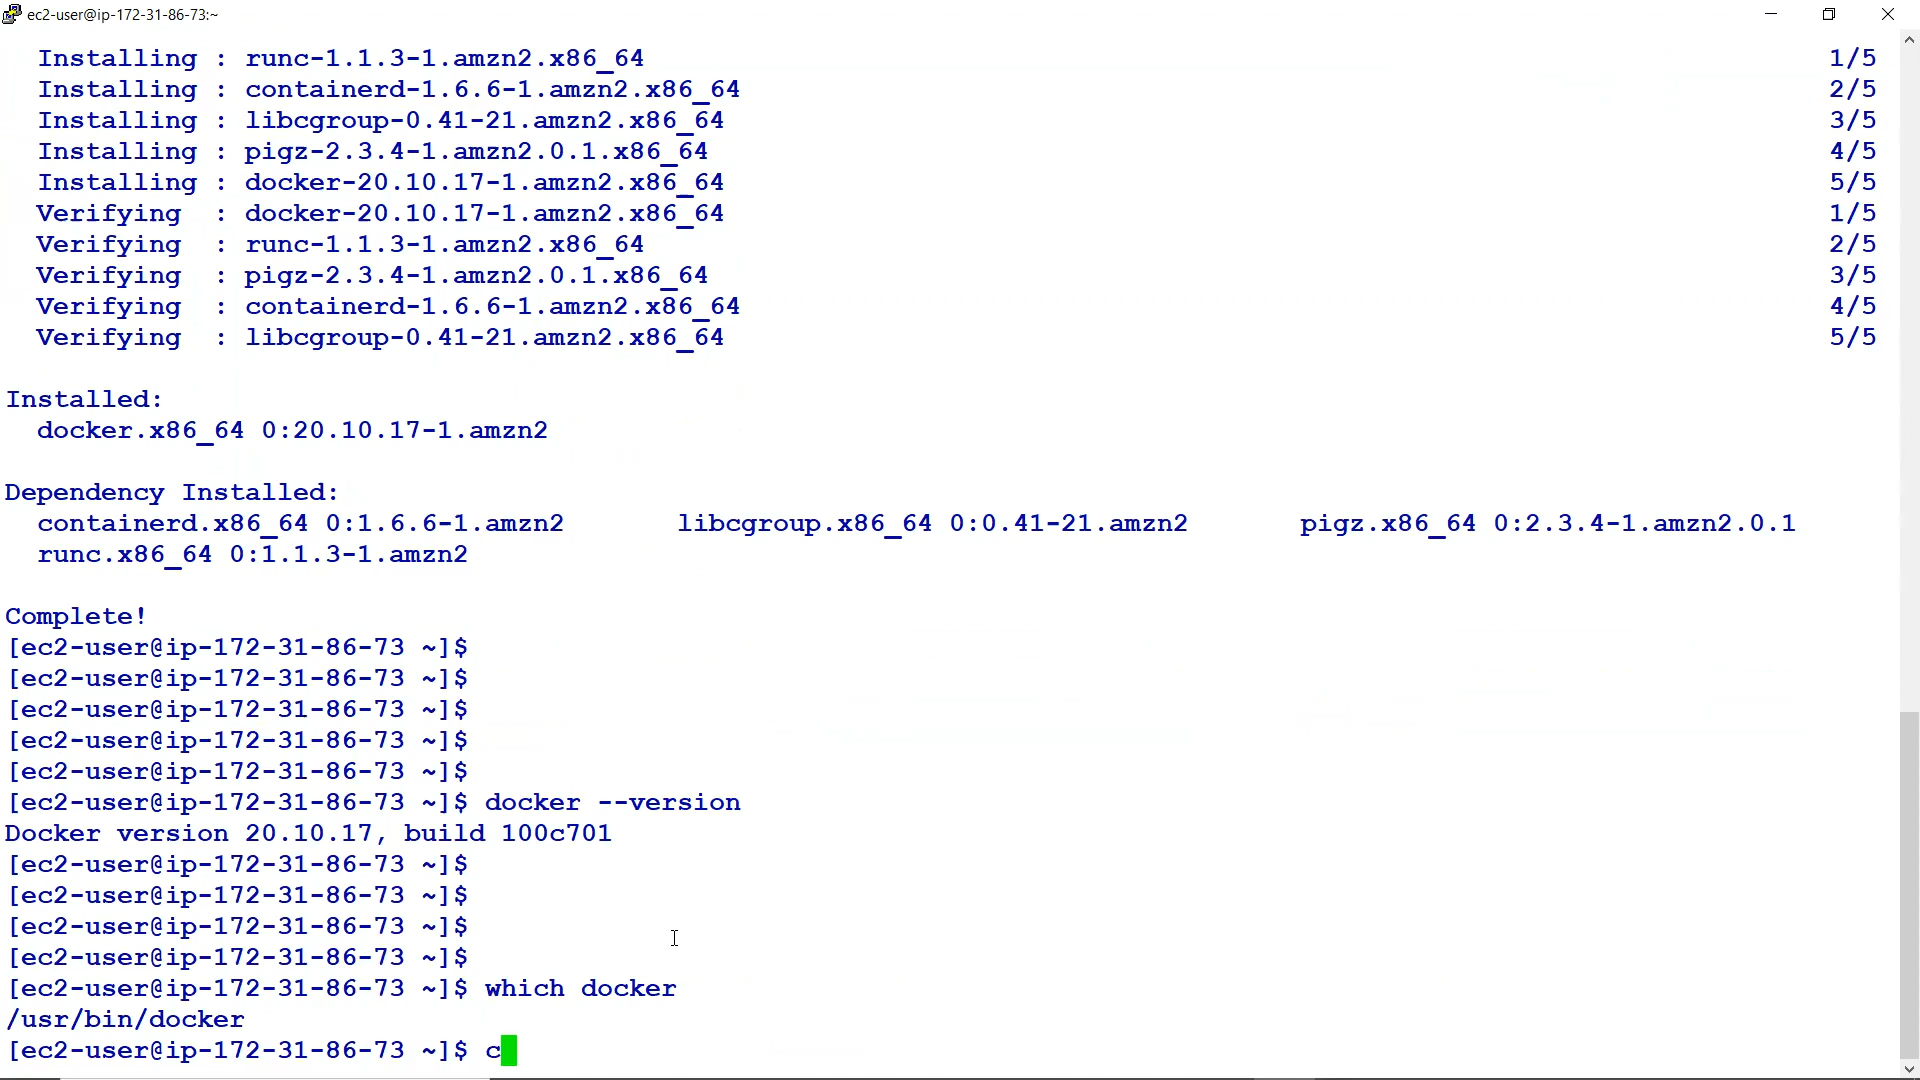 ec2-user@ip-172-31-86-73:~
Installing : runc-1.1.3-1.amzn2.x86_64 1/5
Installing : containerd-1.6.6-1.amzn2.x86_64 2/5
Installing : libcgroup-0.41-21.amzn2.x86_64 3/5
Installing : pigz-2.3.4-1.amzn2.0.1.x86_64 4/5
Installing : docker-20.10.17-1.amzn2.x86_64 5/5
Verifying : docker-20.10.17-1.amzn2.x86_64 1/5
Verifying : runc-1.1.3-1.amzn2.x86_64 2/5
Verifying : pigz-2.3.4-1.amzn2.0.1.x86_64 3/5
Verifying : containerd-1.6.6-1.amzn2.x86_64 4/5
Verifying : libcgroup-0.41-21.amzn2.x86_64 5/5
Installed:
docker.x86_64 0:20.10.17-1.amzn2
Dependency Installed:
containerd.x86_64 0:1.6.6-1.amzn2 libcgroup.x86_64 0:0.41-21.amzn2 pigz.x86_64 0:2.3.4-1.amzn2.0.1
runc.x86_64 0:1.1.3-1.amzn2
Complete!
[ec2-user@ip-172-31-86-73 ~]$
[ec2-user@ip-172-31-86-73 ~]$
[ec2-user@ip-172-31-86-73 ~]$
[ec2-user@ip-172-31-86-73 ~]$
[ec2-user@ip-172-31-86-73 ~]$
[ec2-user@ip-172-31-86-73 ~]$ docker --version
Docker version 20.10.17, build 100c701
[ec2-user@ip-172-31-86-73 ~]$
[ec2-user@ip-172-31-86-73 ~]$
[ec2-user@ip-172-31-86-73 ~]$
[ec2-user@ip-172-31-86-73 ~]$
[ec2-user@ip-172-31-86-73 ~]$ which docker
/usr/bin/docker
[ec2-user@ip-172-31-86-73 ~]$ c